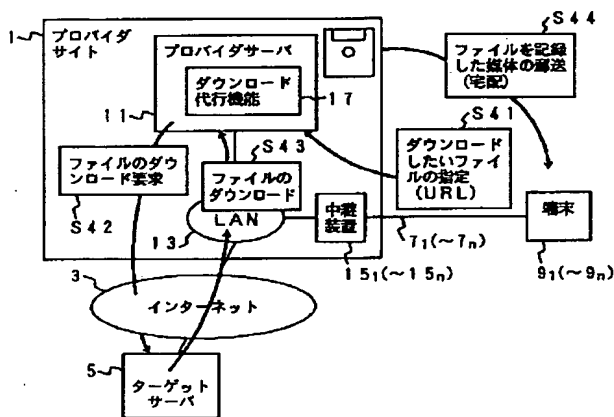 1
プロバイダ
サイト
プロバイダサーバ
ダウンロード
代行機能
11
17
S44
ファイルを記録
した媒体の郵送
(宅配)
S41
ダウンロード
したいファイ
ルの指定
(URL)
S43
ファイルのダウ
ンロード要求
S42
ファイルの
ダウンロード
LAN
13
中継
装置
15₁(~15n)
7₁(~7n)
端末
9₁(~9n)
3
インターネット
5
ターゲット
サーバ